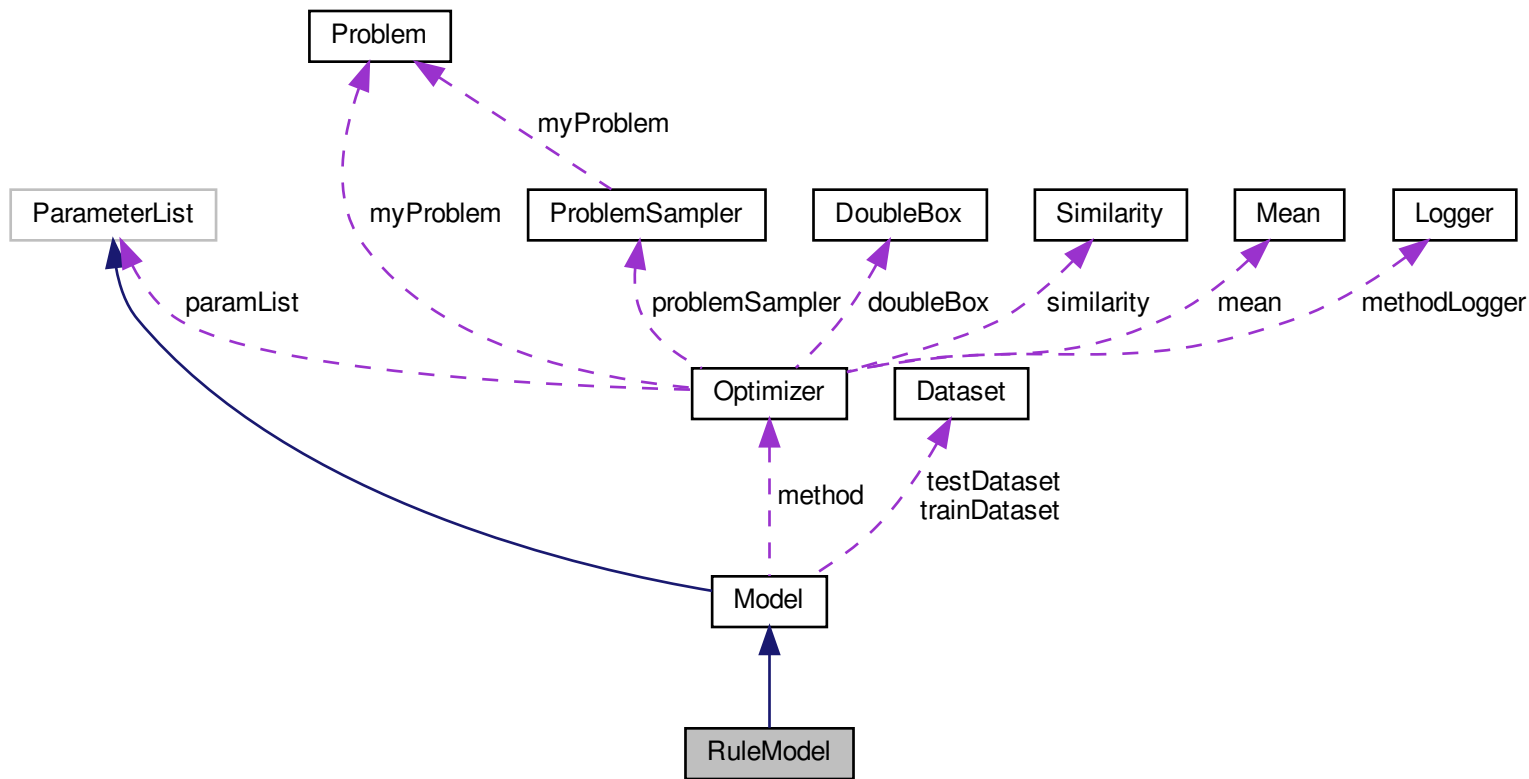 Problem
myProblem
ParameterList
myProblem
ProblemSampler
DoubleBox
Similarity
Mean
Logger
paramList
problemSampler
doubleBox
similarity
mean
methodLogger
Optimizer
Dataset
method
testDataset
trainDataset
Model
RuleModel